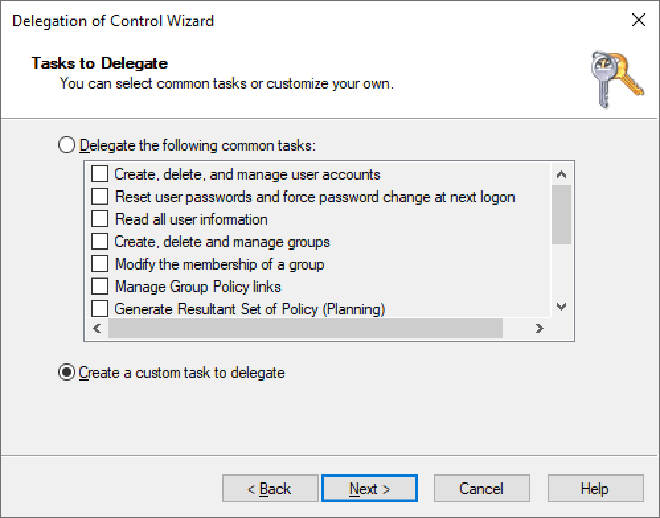 Delegation of Control Wizard
Tasks to Delegate
You can select common tasks or customize your own.
Delegate the following common tasks:
Create, delete, and manage user accounts
Reset user passwords and force password change at next logon
Read all user information
Create, delete and manage groups
Modify the membership of a group
Manage Group Policy links
Generate Resultant Set of Policy (Planning)
Create a custom task to delegate
< Back Next > Cancel Help